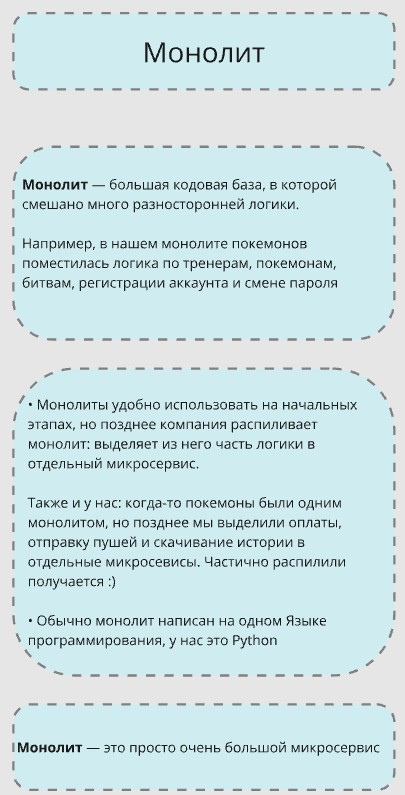 Монолит
Монолит — большая кодовая база, в которой
смешано много разносторонней логики.
Например, в нашем монолите покемонов
поместилась логика по тренерам, покемонам,
битвам, регистрации аккаунта и смене пароля
• Монолиты удобно использовать на начальных
этапах, но позднее компания распиливает
монолит: выделяет из него часть логики в
отдельный микросервис.
Также и у нас: когда-то покемоны были одним
монолитом, но позднее мы выделили оплаты,
отправку пушей и скачивание истории в
отдельные микросевисы. Частично распилили
получается :)
• Обычно монолит написан на одном Языке
программирования, у нас это Python
Монолит — это просто очень большой микросервис